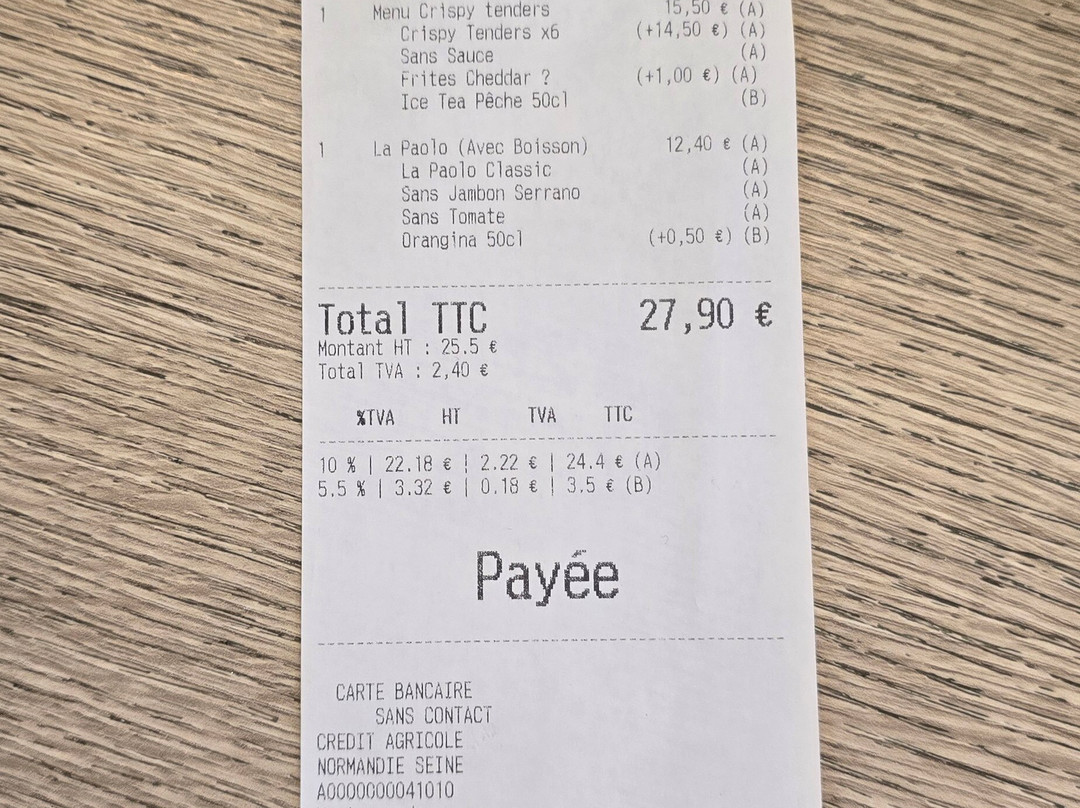 1 Menu Crispy tenders 15,50 € (A)
Crispy Tenders x6 (+14,50 €) (A)
Sans Sauce (A)
Frites Cheddar ? (+1,00 €) (A)
Ice Tea Pêche 50cl (B)
1 La Paolo (Avec Boisson) 12,40 € (A)
La Paolo Classic (A)
Sans Jambon Serrano (A)
Sans Tomate (A)
Orangina 50cl (+0,50 €) (B)
Total TTC 27,90 €
Montant HT : 25.5 €
Total TVA : 2,40 €
%TVA HT TVA TTC
10 % | 22.18 € | 2.22 € | 24.4 € (A)
5.5 % | 3.32 € | 0.18 € | 3.5 € (B)
Payée
CARTE BANCAIRE
SANS CONTACT
CREDIT AGRICOLE
NORMANDIE SEINE
A0000000041010